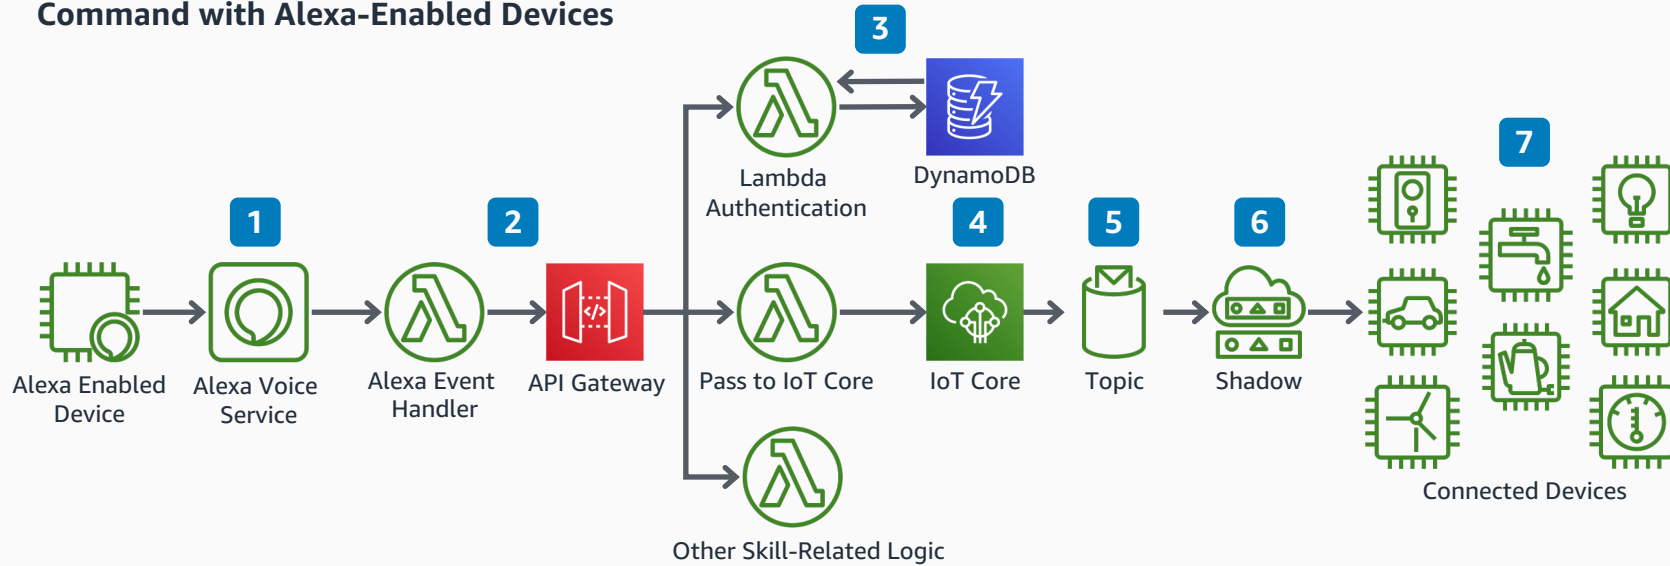 Command with Alexa-Enabled Devices
3
7
Lambda
Authentication
DynamoDB
1
2
4
5
6
</>
Alexa Enabled
Device
Alexa Voice
Service
Alexa Event
Handler
API Gateway
Pass to IoT Core
IoT Core
Topic
Shadow
Connected Devices
Other Skill-Related Logic